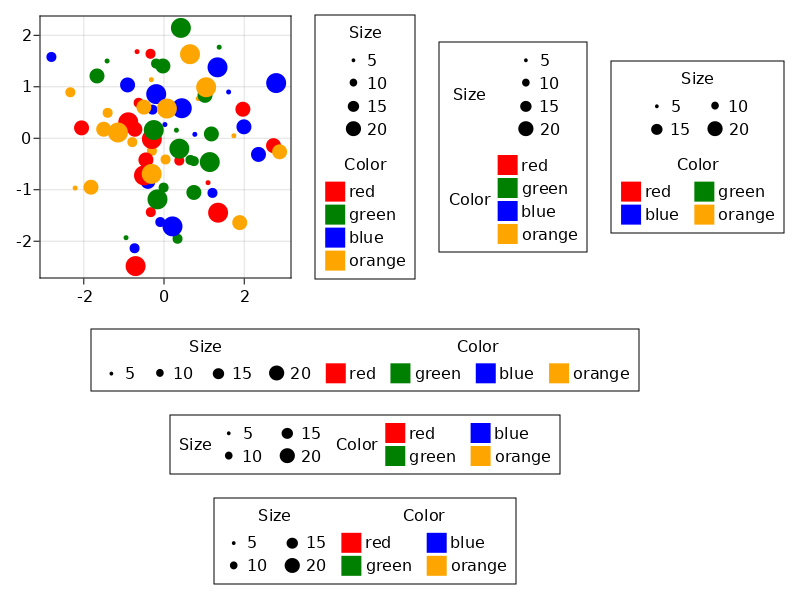 2
1
0
-1
-2
-2 0 2
Size
5
10
15
20
Color
red
green
blue
orange
Size
5
10
15
20
Color
red
green
blue
orange
Size
5 10
15 20
Color
red green
blue orange
Size Color
5 10 15 20 red green blue orange
Size 5 15 Color red blue
10 20 green orange
Size Color
5 15 red blue
10 20 green orange